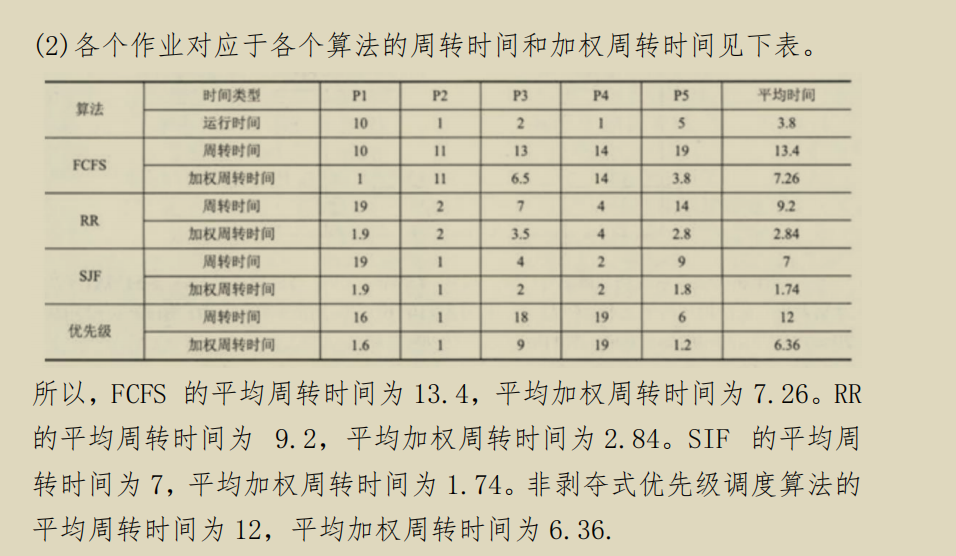 (2)各个作业对应于各个算法的周转时间和加权周转时间见下表。
算法 时间类型 P1 P2 P3 P4 P5 平均时间
运行时间 10 1 2 1 5 3.8
FCFS 周转时间 10 11 13 14 19 13.4
加权周转时间 1 11 6.5 14 3.8 7.26
RR 周转时间 19 2 7 4 14 9.2
加权周转时间 1.9 2 3.5 4 2.8 2.84
SJF 周转时间 19 1 4 2 9 7
加权周转时间 1.9 1 2 2 1.8 1.74
优先级 周转时间 16 1 18 19 6 12
加权周转时间 1.6 1 9 19 1.2 6.36
所以，FCFS 的平均周转时间为13.4，平均加权周转时间为7.26。RR
的平均周转时间为 9.2，平均加权周转时间为2.84。SIF 的平均周
转时间为7，平均加权周转时间为1.74。非剥夺式优先级调度算法的
平均周转时间为12，平均加权周转时间为6.36.